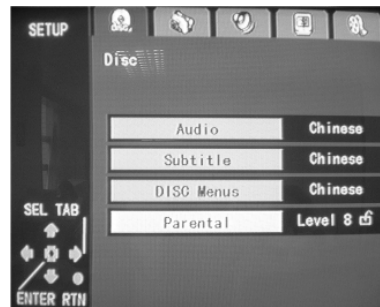 SETUP
Disc
Audio Chinese
Subtitle Chinese
DISC Menus Chinese
Parental Level 8
SEL TAB
ENTER RTN